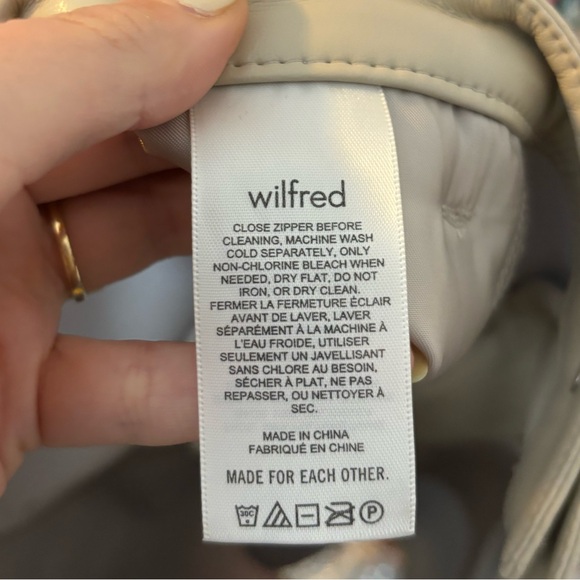 wilfred
CLOSE ZIPPER BEFORE
CLEANING, MACHINE WASH
COLD SEPARATELY, ONLY
NON-CHLORINE BLEACH WHEN
NEEDED, DRY FLAT, DO NOT
IRON, OR DRY CLEAN.
FERMER LA FERMETURE ÉCLAIR
AVANT DE LAVER, LAVER
SÉPARÉMENT À LA MACHINE À
L'EAU FROIDE, UTILISER
SEULEMENT UN JAVELLISANT
SANS CHLORE AU BESOIN,
SÉCHER À PLAT, NE PAS
REPASSER, OU NETTOYER À
SEC.
MADE IN CHINA
FABRIQUÉ EN CHINE
MADE FOR EACH OTHER.
30C P